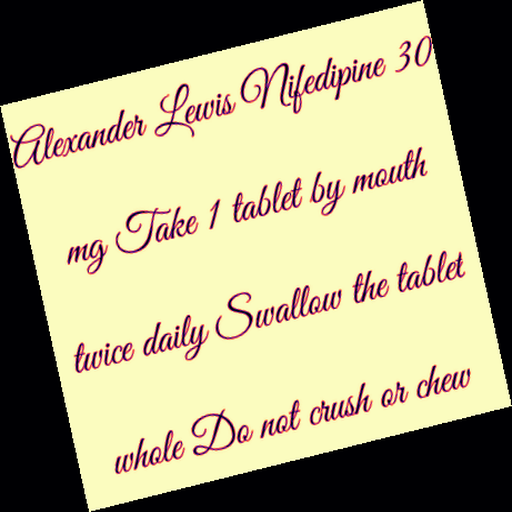 Alexander Lewis Nifedipine 30
mg Take 1 tablet by mouth
twice daily Swallow the tablet
whole Do not crush or chew